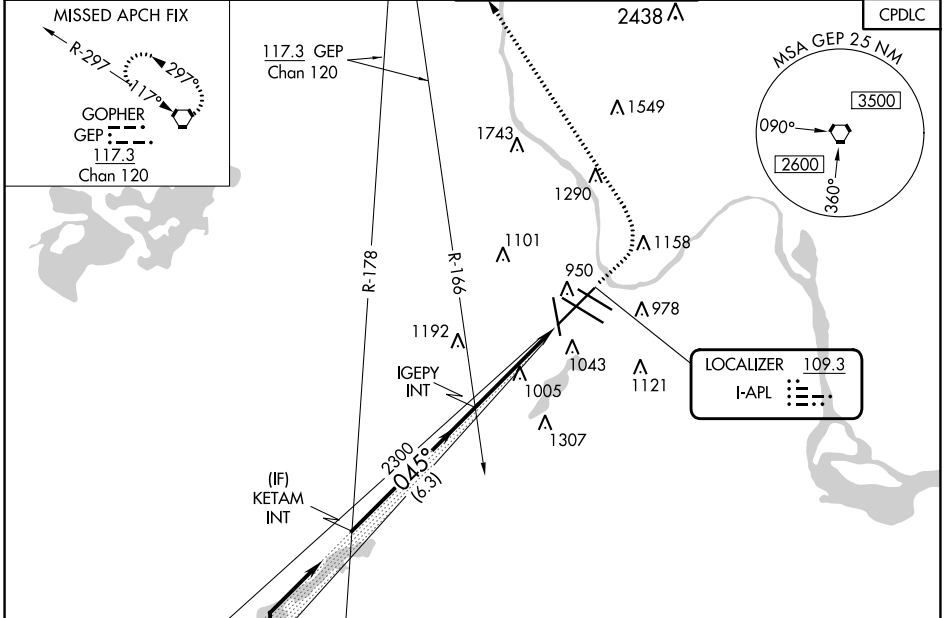 MISSED APCH FIX
R-297
297°
117°
GOPHER
GEP
117.3
Chan 120
117.3 GEP
Chan 120
2438
CPDLC
MSA GEP 25 NM
3500
090°
2600
360°
1549
1743
1290
1158
1101
950
978
R-178
R-166
1192
1043
1005
1121
1307
IGEPY
INT
LOCALIZER 109.3
I-APL
2300
045°
(6.3)
(IF)
KETAM
INT